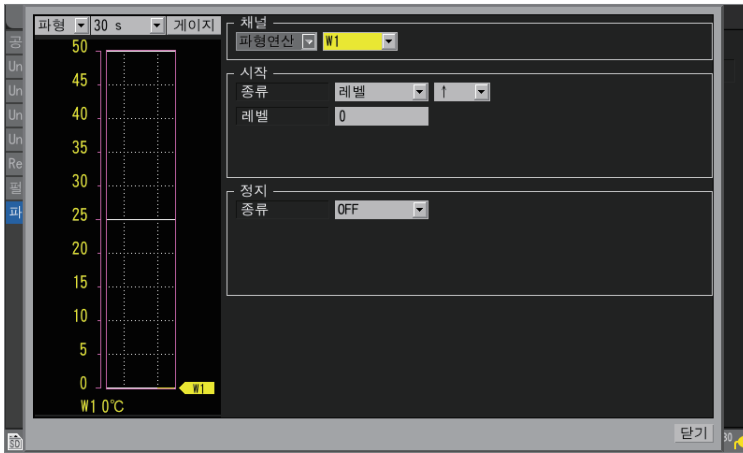 파형 30 s 게이지
50
45
40
35
30
25
20
15
10
5
0
W1
W1 0℃
채널
파형연산 W1
시작
종류 레벨 ↑
레벨 0
정지
종류 OFF
닫기
공
Un
Un
Un
Un
Re
펄
파
SD
30